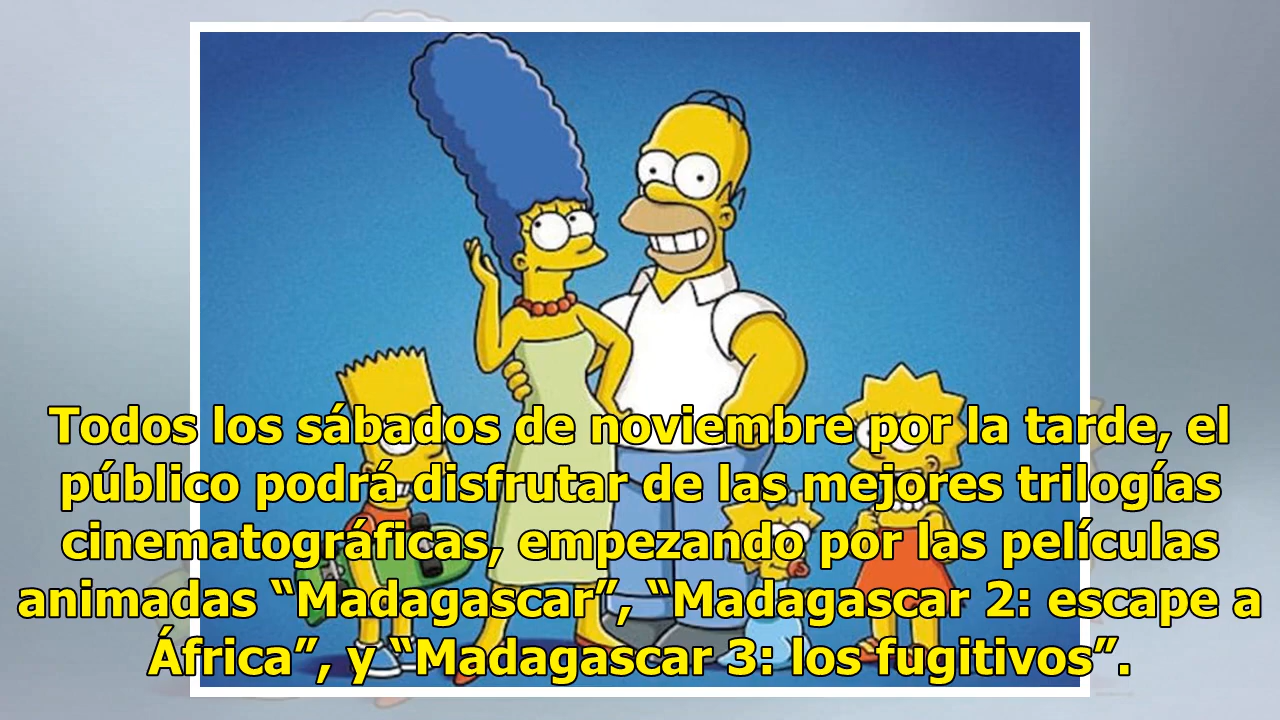 Todos los sábados de noviembre por la tarde, el
público podrá disfrutar de las mejores trilogías
cinematográficas, empezando por las películas
animadas “Madagascar”, “Madagascar 2: escape a
África”, y “Madagascar 3: los fugitivos”.